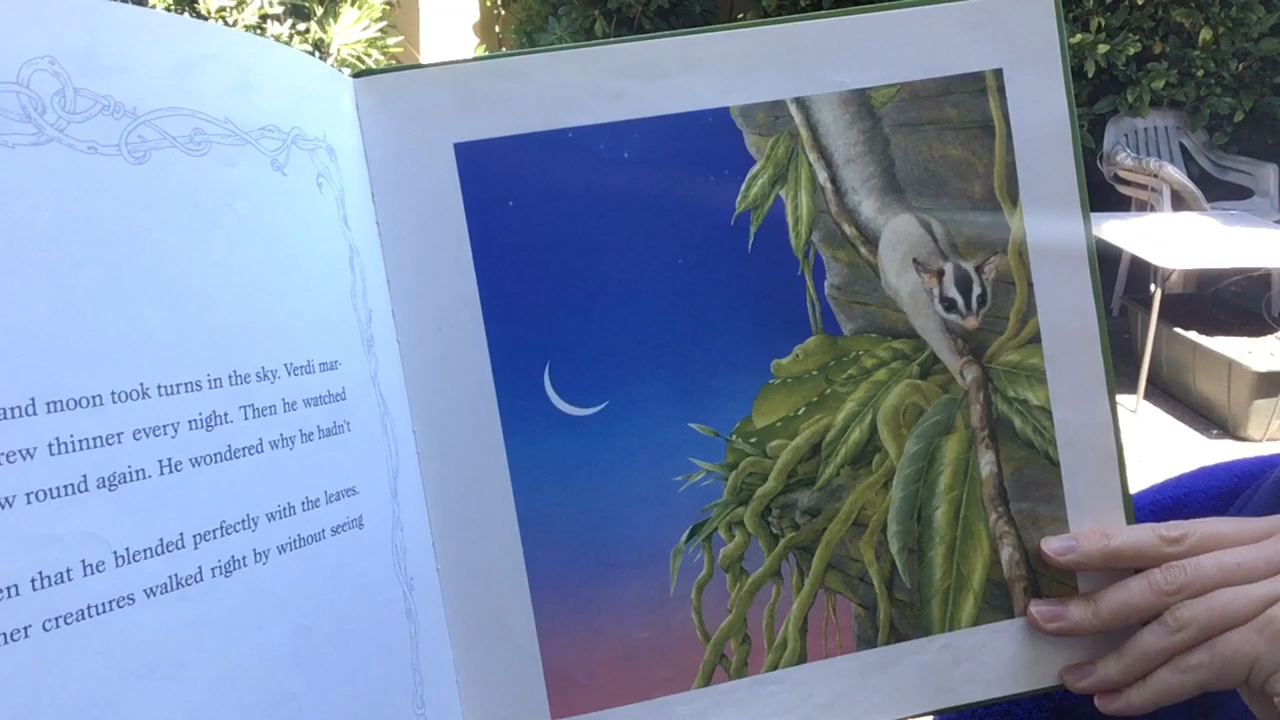 and moon took turns in the sky. Verdi mar-
rew thinner every night. Then he watched
w round again. He wondered why he hadn't
en that he blended perfectly with the leaves.
her creatures walked right by without seeing